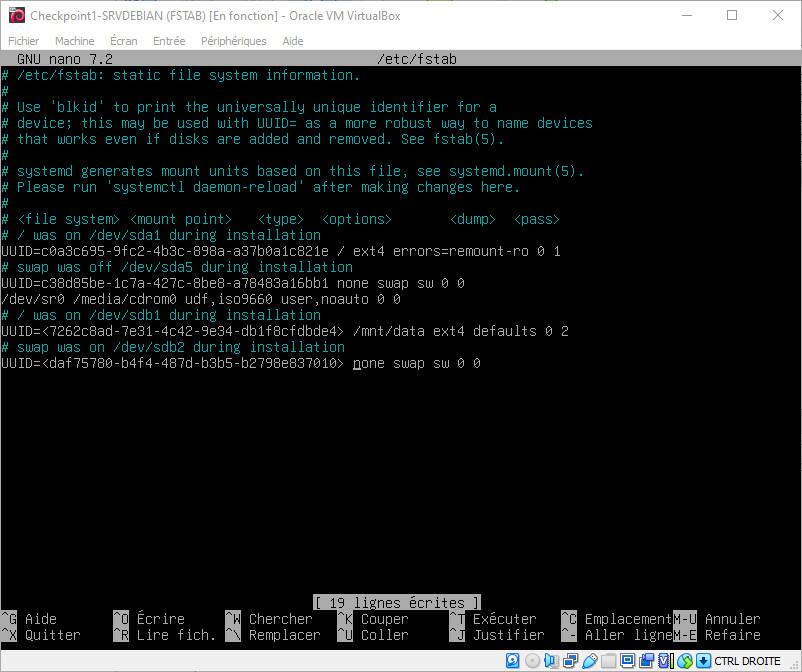 Checkpoint1-SRVDEBIAN (FSTAB) [En fonction] - Oracle VM VirtualBox
Fichier Machine Écran Entrée Périphériques Aide
GNU nano 7.2 /etc/fstab
# /etc/fstab: static file system information.
#
# Use 'blkid' to print the universally unique identifier for a
# device; this may be used with UUID= as a more robust way to name devices
# that works even if disks are added and removed. See fstab(5).
#
# systemd generates mount units based on this file, see systemd.mount(5).
# Please run 'systemctl daemon-reload' after making changes here.
#
# <file system> <mount point> <type> <options> <dump> <pass>
# / was on /dev/sda1 during installation
UUID=c0a3c695-9fc2-4b3c-898a-a37b0a1c821e / ext4 errors=remount-ro 0 1
# swap was off /dev/sda5 during installation
UUID=c38d85be-1c7a-427c-8be8-a78483a16bb1 none swap sw 0 0
/dev/sr0 /media/cdrom0 udf,iso9660 user,noauto 0 0
# / was on /dev/sdb1 during installation
UUID=<7262c8ad-7e31-4c42-9e34-db1f8cfdbde4> /mnt/data ext4 defaults 0 2
# swap was on /dev/sdb2 during installation
UUID=<daf75780-b4f4-487d-b3b5-b2798e837010> none swap sw 0 0
[ 19 lignes écrites ]
^G Aide ^O Écrire ^W Chercher ^K Couper ^T Exécuter ^C Emplacement M-U Annuler
^X Quitter ^R Lire fich. ^\ Remplacer ^U Coller ^J Justifier ^- Aller ligne M-E Refaire
CTRL DROITE